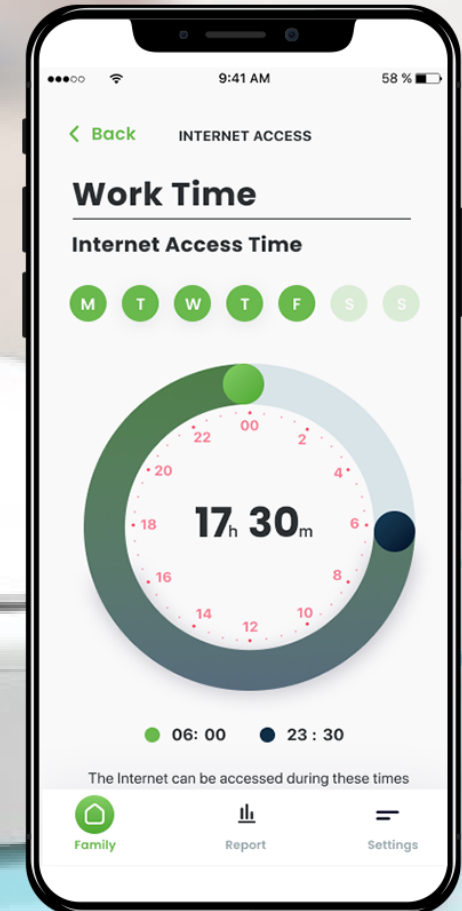 9:41 AM 58 %
Back INTERNET ACCESS
Work Time
Internet Access Time
M T W T F S S
00
22 2
20 4
17h 30m
18 6
16 8
14 10
12
06: 00 23 : 30
The Internet can be accessed during these times
Family Report Settings